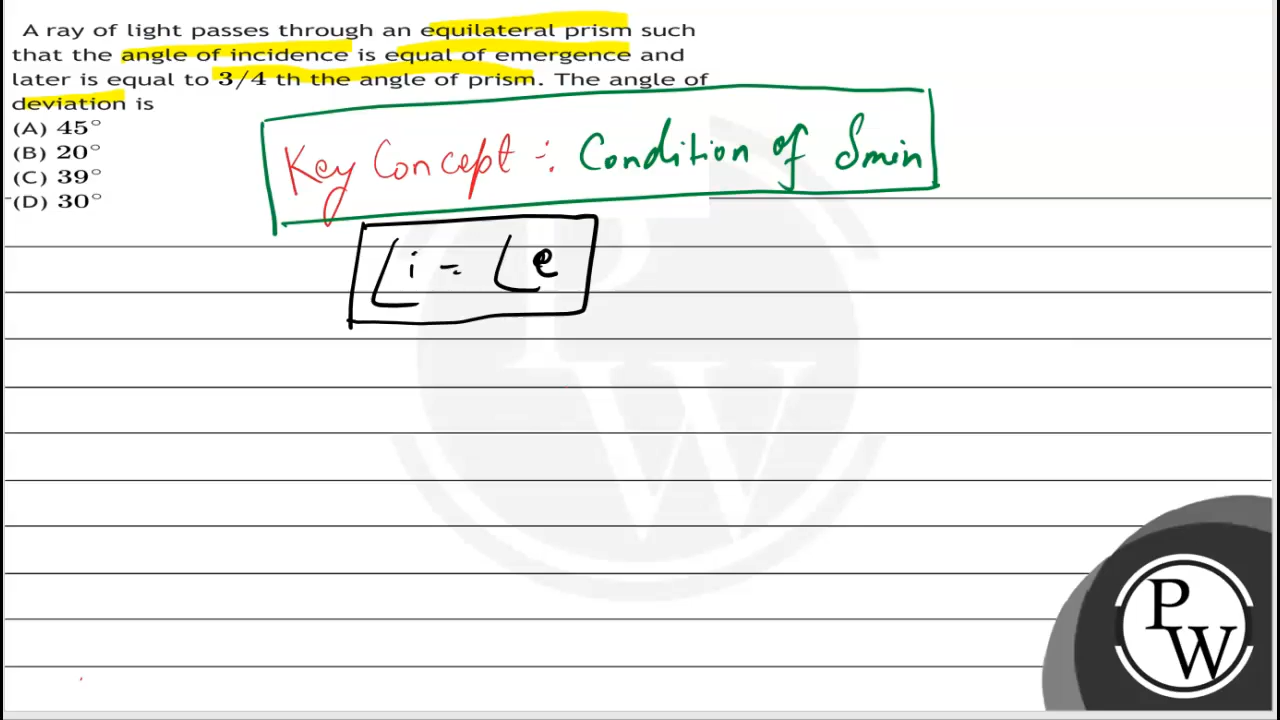 A ray of light passes through an equilateral prism such
that the angle of incidence is equal of emergence and
later is equal to 3/4 th the angle of prism. The angle of
deviation is
(A) 45°
(B) 20°
(C) 39°
(D) 30°
Key Concept :- Condition of δmin
∠i = ∠e
PW
PW